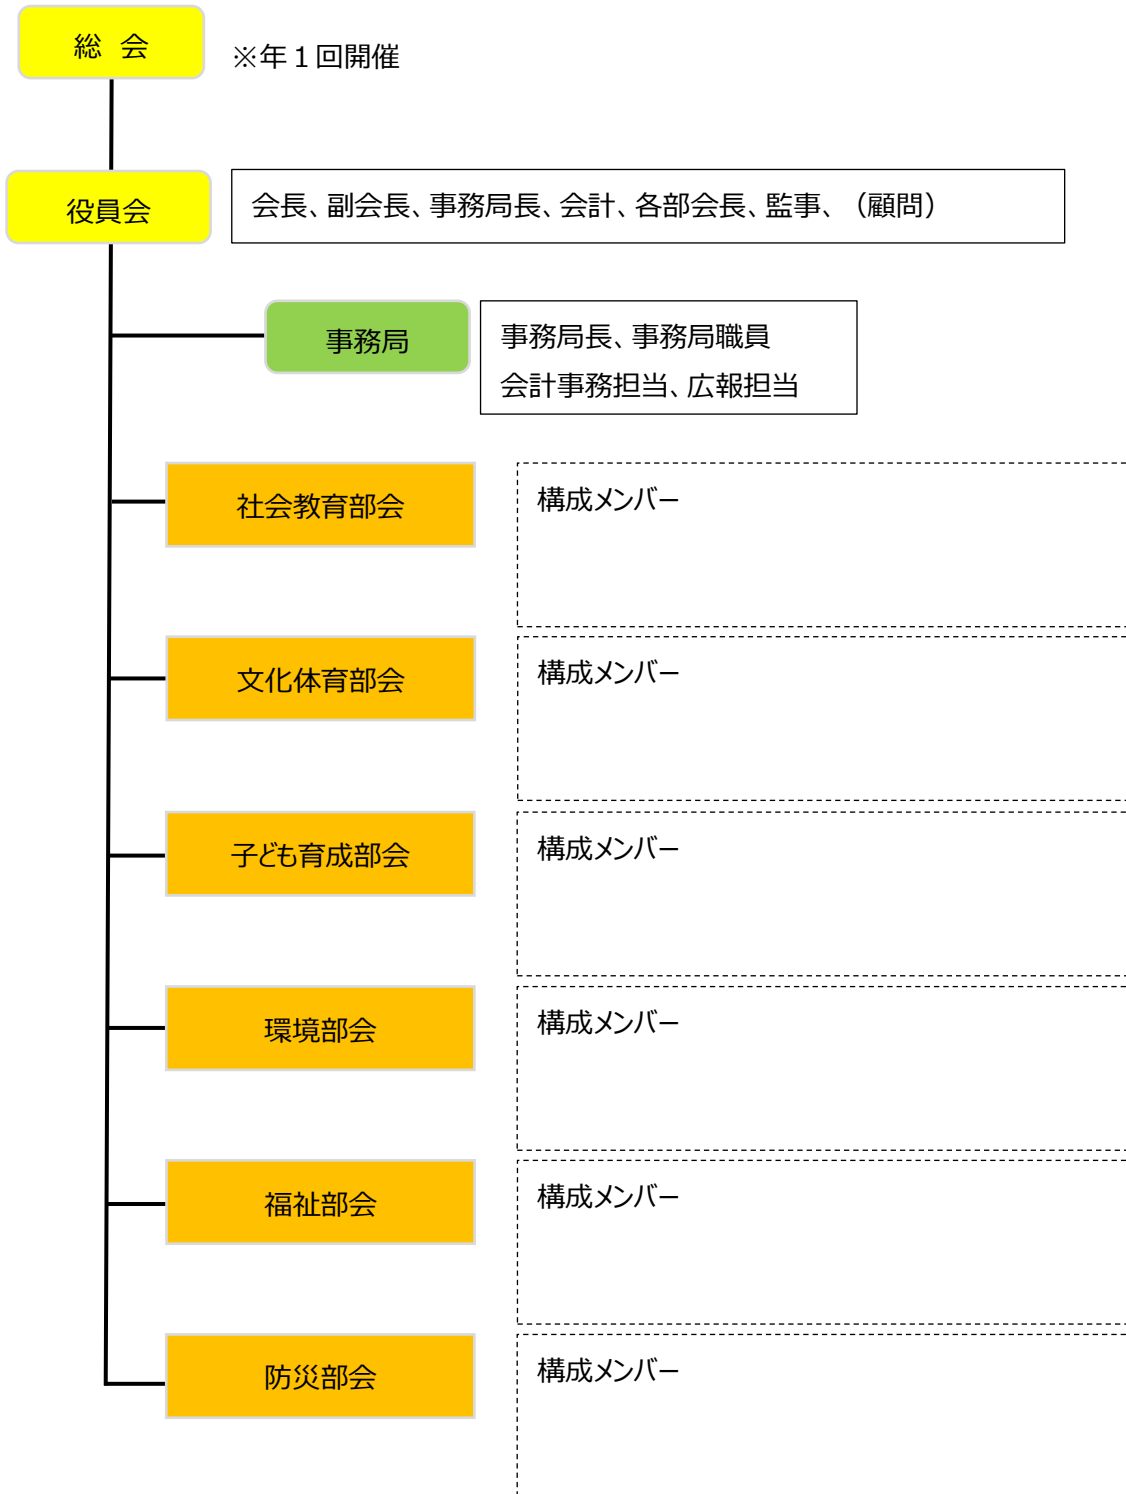 総 会
※年１回開催
役員会
会長、副会長、事務局長、会計、各部会長、監事、（顧問）
事務局
事務局長、事務局職員
会計事務担当、広報担当
社会教育部会
構成メンバー
文化体育部会
構成メンバー
子ども育成部会
構成メンバー
環境部会
構成メンバー
福祉部会
構成メンバー
防災部会
構成メンバー